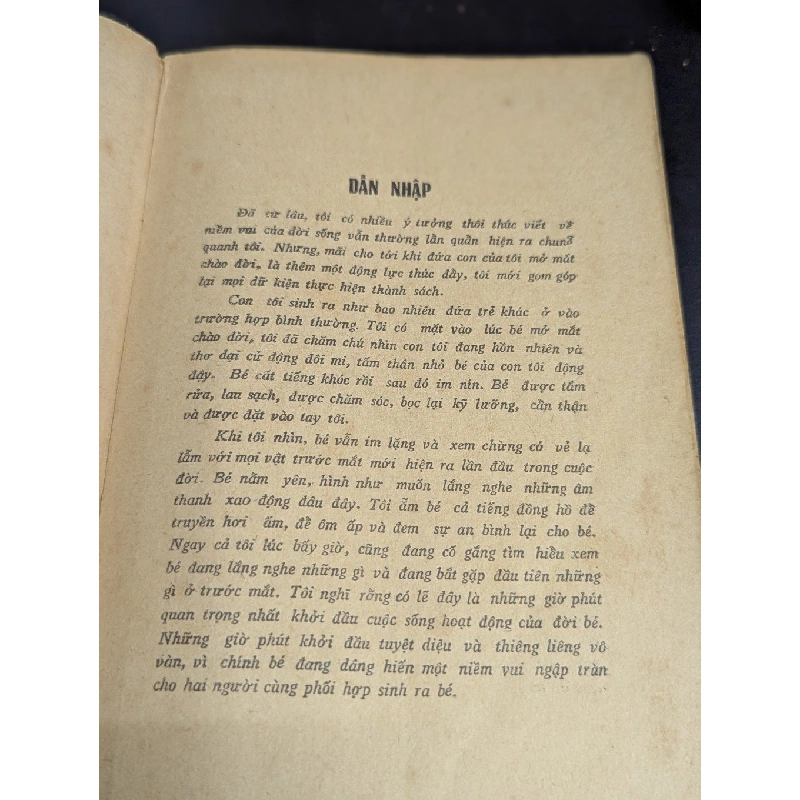 DẪN NHẬP
Đã từ lâu, tôi có nhiều ý tưởng thôi thúc viết về
niềm vui của đời sống vẫn thường lẩn quẩn hiện ra chung
quanh tôi. Nhưng, mãi cho tới khi đứa con của tôi mở mắt
chào đời, là thêm một động lực thúc đẩy, tôi mới gom góp
lại mọi dữ kiện thực hiện thành sách.
Con tôi sinh ra như bao nhiêu đứa trẻ khác ở vào
trường hợp bình thường. Tôi có mặt vào lúc bé mở mắt
chào đời, tôi đã chăm chú nhìn con tôi đang hồn nhiên và
thơ dại cử động đôi mi, tấm thân nhỏ bé của con tôi động
đậy. Bé cất tiếng khóc rồi sau đó im nín. Bé được tắm
rửa, lau sạch, được chăm sóc, bọc lại kỹ lưỡng, cẩn thận
và được đặt vào tay tôi.
Khi tôi nhìn, bé vẫn im lặng và xem chừng có vẻ lạ
lẫm với mọi vật trước mắt mới hiện ra lần đầu trong cuộc
đời. Bé nằm yên, hình như muốn lắng nghe những âm
thanh xao động đâu đây. Tôi ẵm bé cả tiếng đồng hồ để
truyền hơi ấm, để ôm ấp và đem sự an bình lại cho bé.
Ngay cả tôi lúc bấy giờ, cũng đang cố gắng tìm hiểu xem
bé đang lắng nghe những gì và đang bắt gặp đầu tiên những
gì ở trước mắt. Tôi nghĩ rằng có lẽ đây là những giờ phút
quan trọng nhất khởi đầu cuộc sống hoạt động của đời bé.
Những giờ phút khởi đầu tuyệt diệu và thiêng liêng vô
vàn, vì chính bé đang dâng hiến một niềm vui ngập tràn
cho hai người cùng phối hợp sinh ra bé.